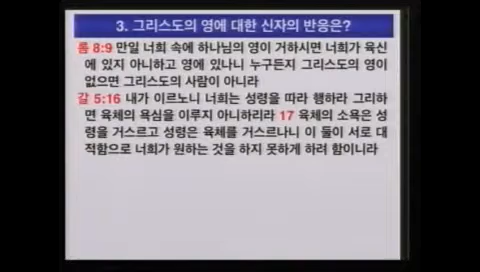 3. 그리스도의 영에 대한 신자의 반응은?
롬 8:9 만일 너희 속에 하나님의 영이 거하시면 너희가 육신
에 있지 아니하고 영에 있나니 누구든지 그리스도의 영이
없으면 그리스도의 사람이 아니라
갈 5:16 내가 이르노니 너희는 성령을 따라 행하라 그리하
면 육체의 욕심을 이루지 아니하리라 17 육체의 소욕은 성
령을 거스르고 성령은 육체를 거스르나니 이 둘이 서로 대
적함으로 너희가 원하는 것을 하지 못하게 하려 함이니라